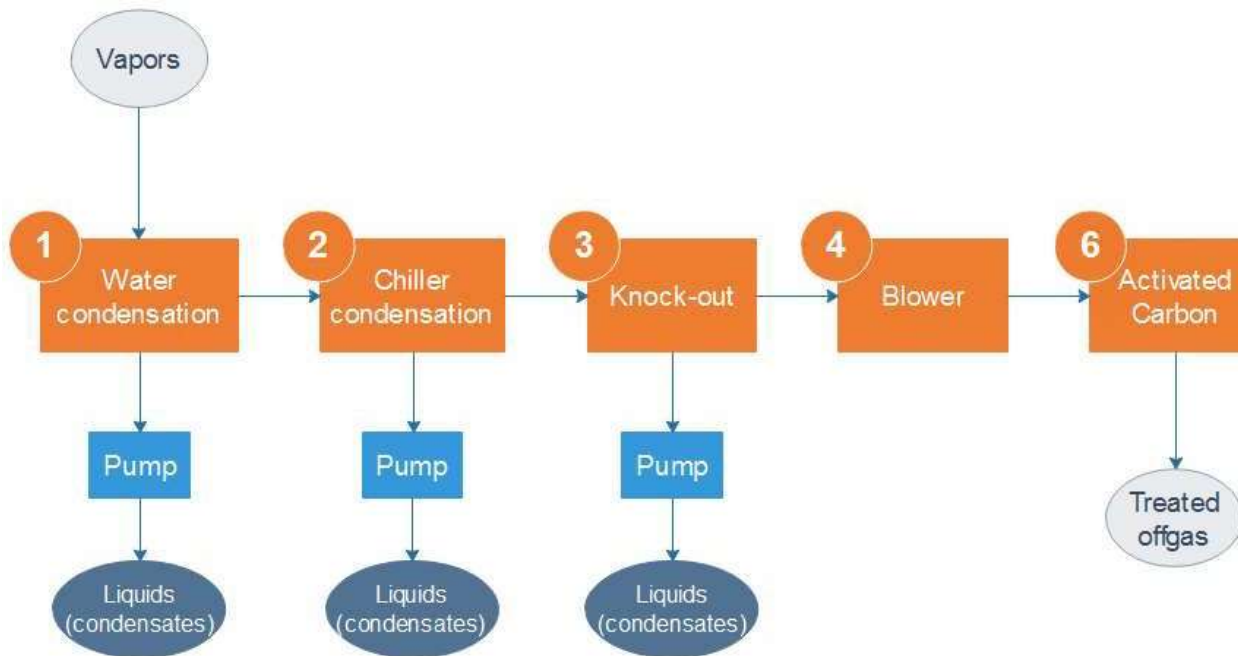 Vapors
1
Water
condensation
2
Chiller
condensation
3
Knock-out
4
Blower
6
Activated
Carbon
Pump
Pump
Pump
Liquids
(condensates)
Liquids
(condensates)
Liquids
(condensates)
Treated
offgas